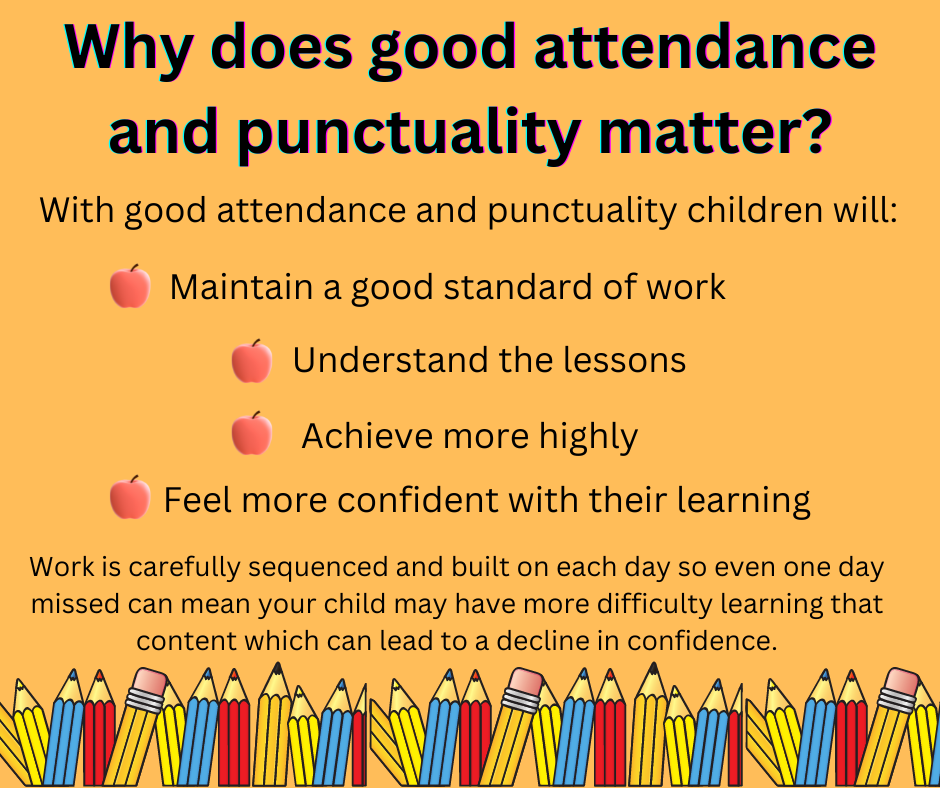 Why does good attendance
and punctuality matter?
With good attendance and punctuality children will:
Maintain a good standard of work
Understand the lessons
Achieve more highly
Feel more confident with their learning
Work is carefully sequenced and built on each day so even one day
missed can mean your child may have more difficulty learning that
content which can lead to a decline in confidence.